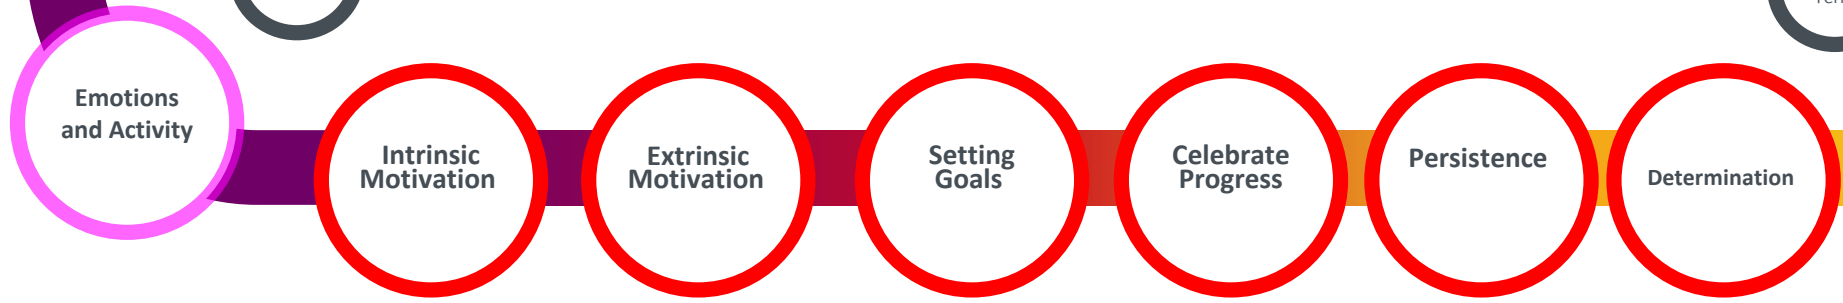 Emotions
and Activity
Intrinsic
Motivation
Extrinsic
Motivation
Setting
Goals
Celebrate
Progress
Persistence
Determination